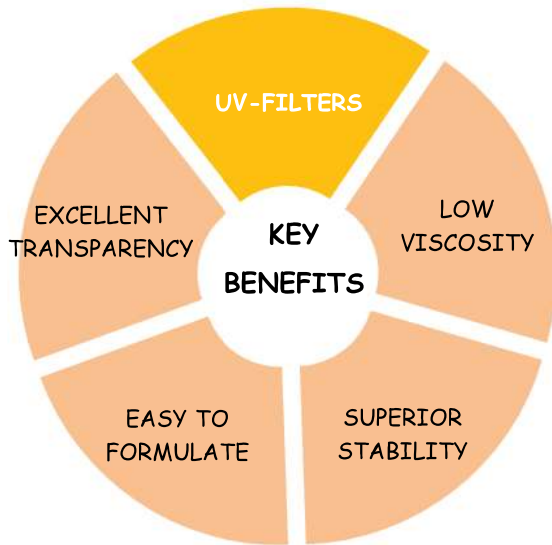 UV-FILTERS
LOW
VISCOSITY
SUPERIOR
STABILITY
EASY TO
FORMULATE
EXCELLENT
TRANSPARENCY
KEY
BENEFITS